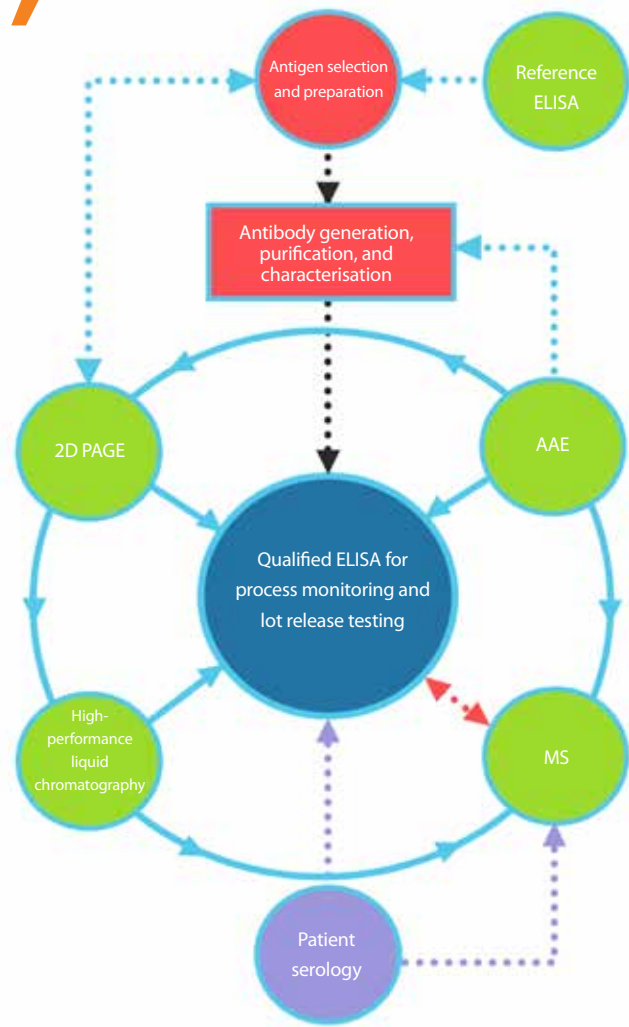 Antigen selection
and preparation
Reference
ELISA
Antibody generation,
purification, and
characterisation
2D PAGE
AAE
Qualified ELISA for
process monitoring and
lot release testing
High-
performance
liquid
chromatography
MS
Patient
serology